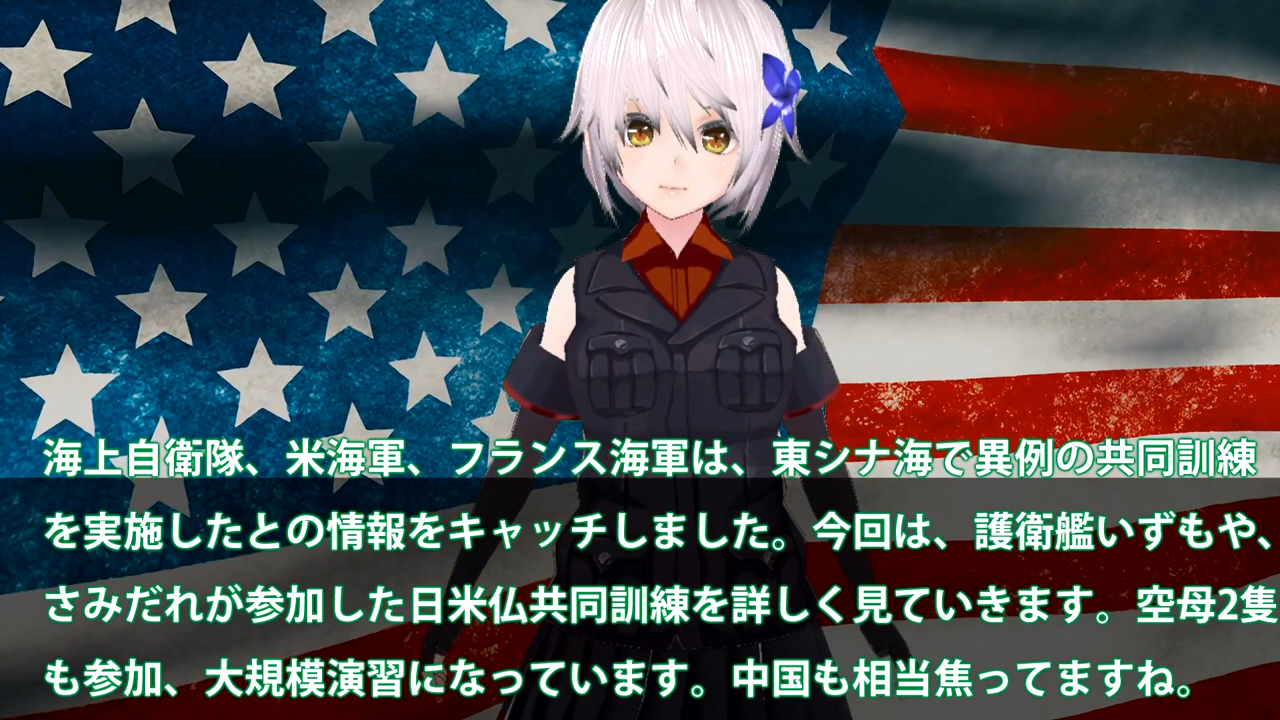 海上自衛隊、米海軍、フランス海軍は、東シナ海で異例の共同訓練
を実施したとの情報をキャッチしました。今回は、護衛艦いずもや、
さみだれが参加した日米仏共同訓練を詳しく見ていきます。空母2隻
も参加、大規模演習になっています。中国も相当焦ってますね。